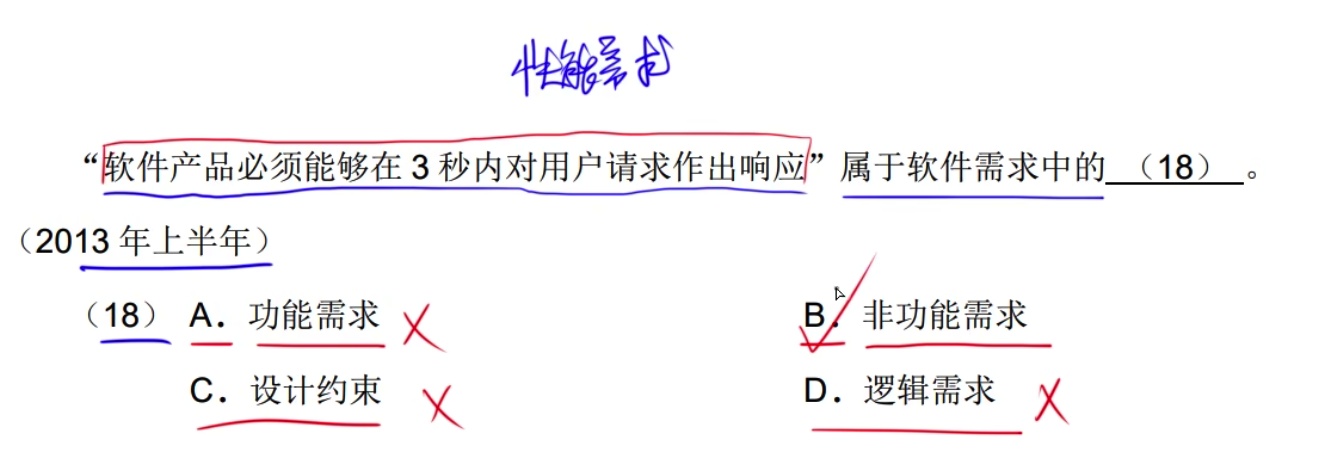 性能需求
“软件产品必须能够在 3 秒内对用户请求作出响应”属于软件需求中的 （18） 。
（2013 年上半年）
（18） A．功能需求 B．非功能需求
C．设计约束 D．逻辑需求